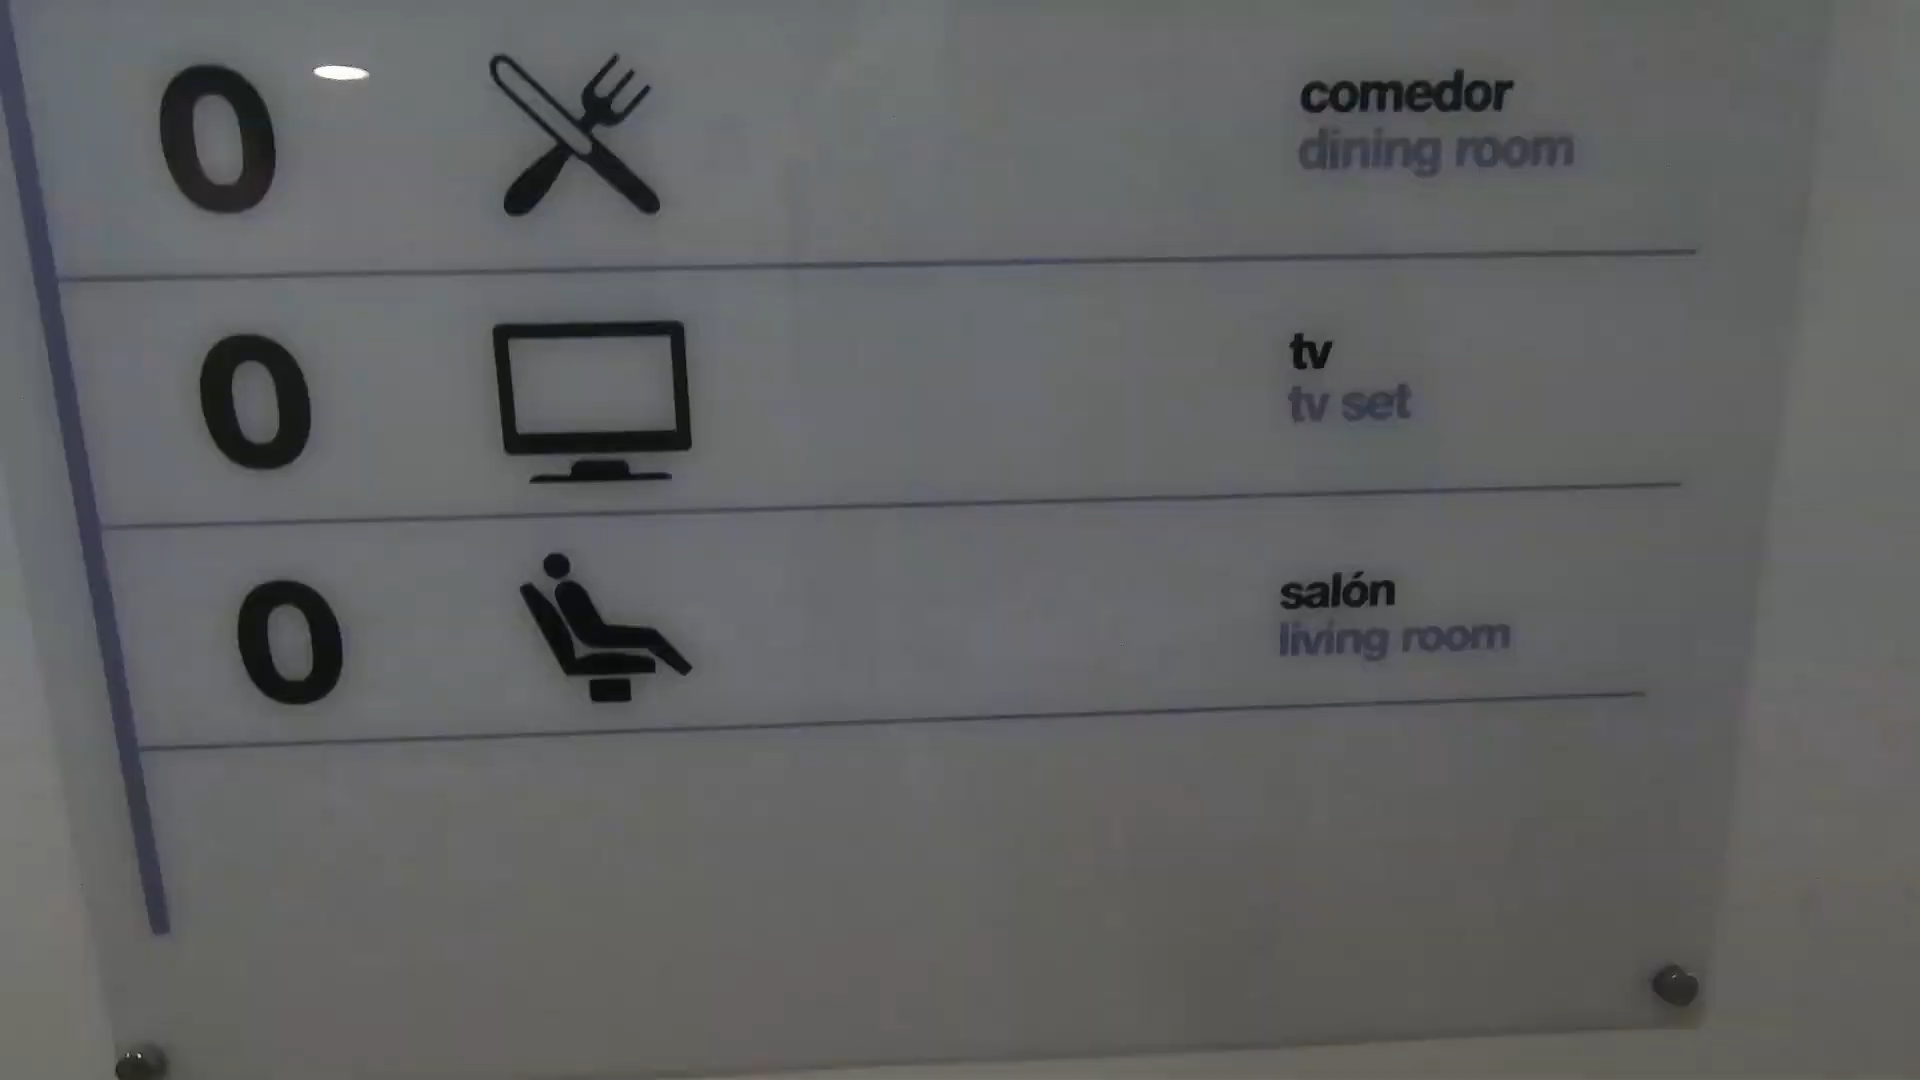 0 comedor
dining room
0 tv
tv set
0 salón
living room